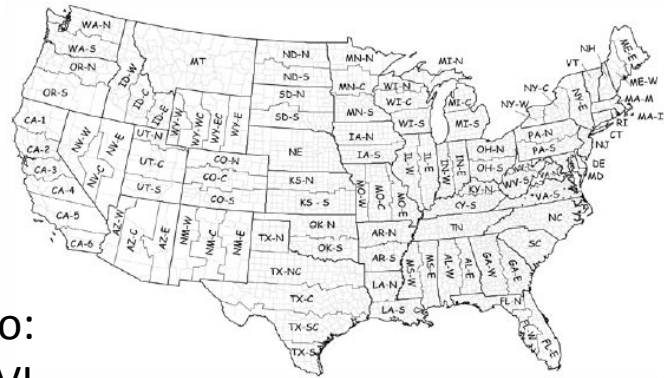 WA-N
WA-S
OR-N
OR-S
ID-W
ID-C
ID-E
MT
ND-N
ND-S
SD-N
SD-S
MN-N
MN-C
MN-S
WI-N
WI-C
WI-S
MI-N
MI-C
MI-S
NH
VT
ME-E
ME-W
MA-M
MA-I
RI
CT
NY-C
NY-W
NY-E
NJ
DE
MD
PA-N
PA-S
CA-1
CA-2
CA-3
CA-4
CA-5
CA-6
NV-W
NV-C
NV-E
UT-N
UT-C
UT-S
WY-W
WY-WC
WY-EC
WY-E
CO-N
CO-C
CO-S
NE
KS-N
KS - S
IA-N
IA-S
IL-W
IL-E
IN-W
IN-E
OH-N
OH-S
WV-S
VA-S
KY-N
KY-S
MO-W
MO-C
MO-E
TN
NC
SC
AZ-W
AZ-C
AZ-E
NM-W
NM-C
NM-E
OK-N
OK-S
TX-N
TX-NC
TX-C
TX-SC
TX-S
AR-N
AR-S
LA-N
LA-S
MS-W
MS-E
AL-W
AL-E
GA-W
GA-E
FL-N
FL-W
FL-E
o: